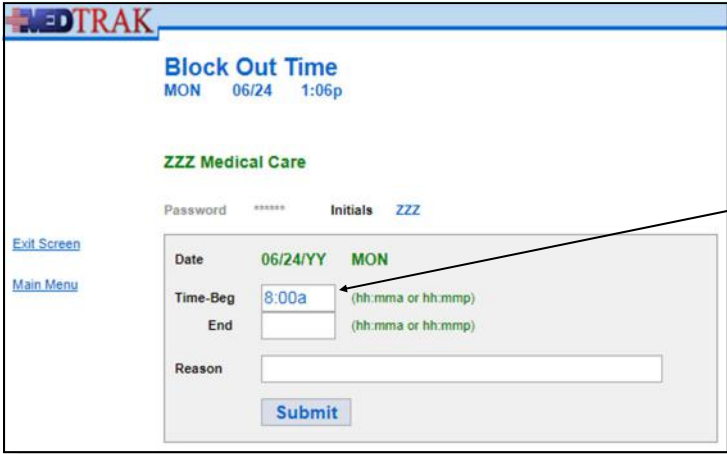 MEDTRAK
Block Out Time
MON 06/24 1:06p
ZZZ Medical Care
Password ****** Initials ZZZ
Exit Screen
Main Menu
Date 06/24/YY MON
Time-Beg 8:00a (hh:mma or hh:mmp)
End (hh:mma or hh:mmp)
Reason
Submit